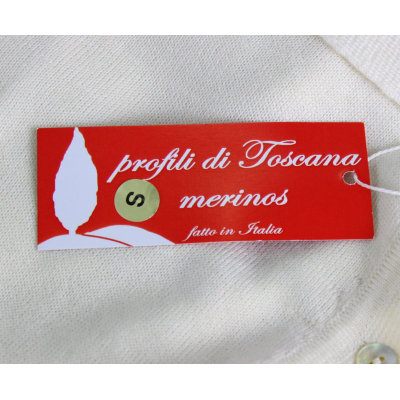 profili di Toscana
merinos
S
fatto in Italia